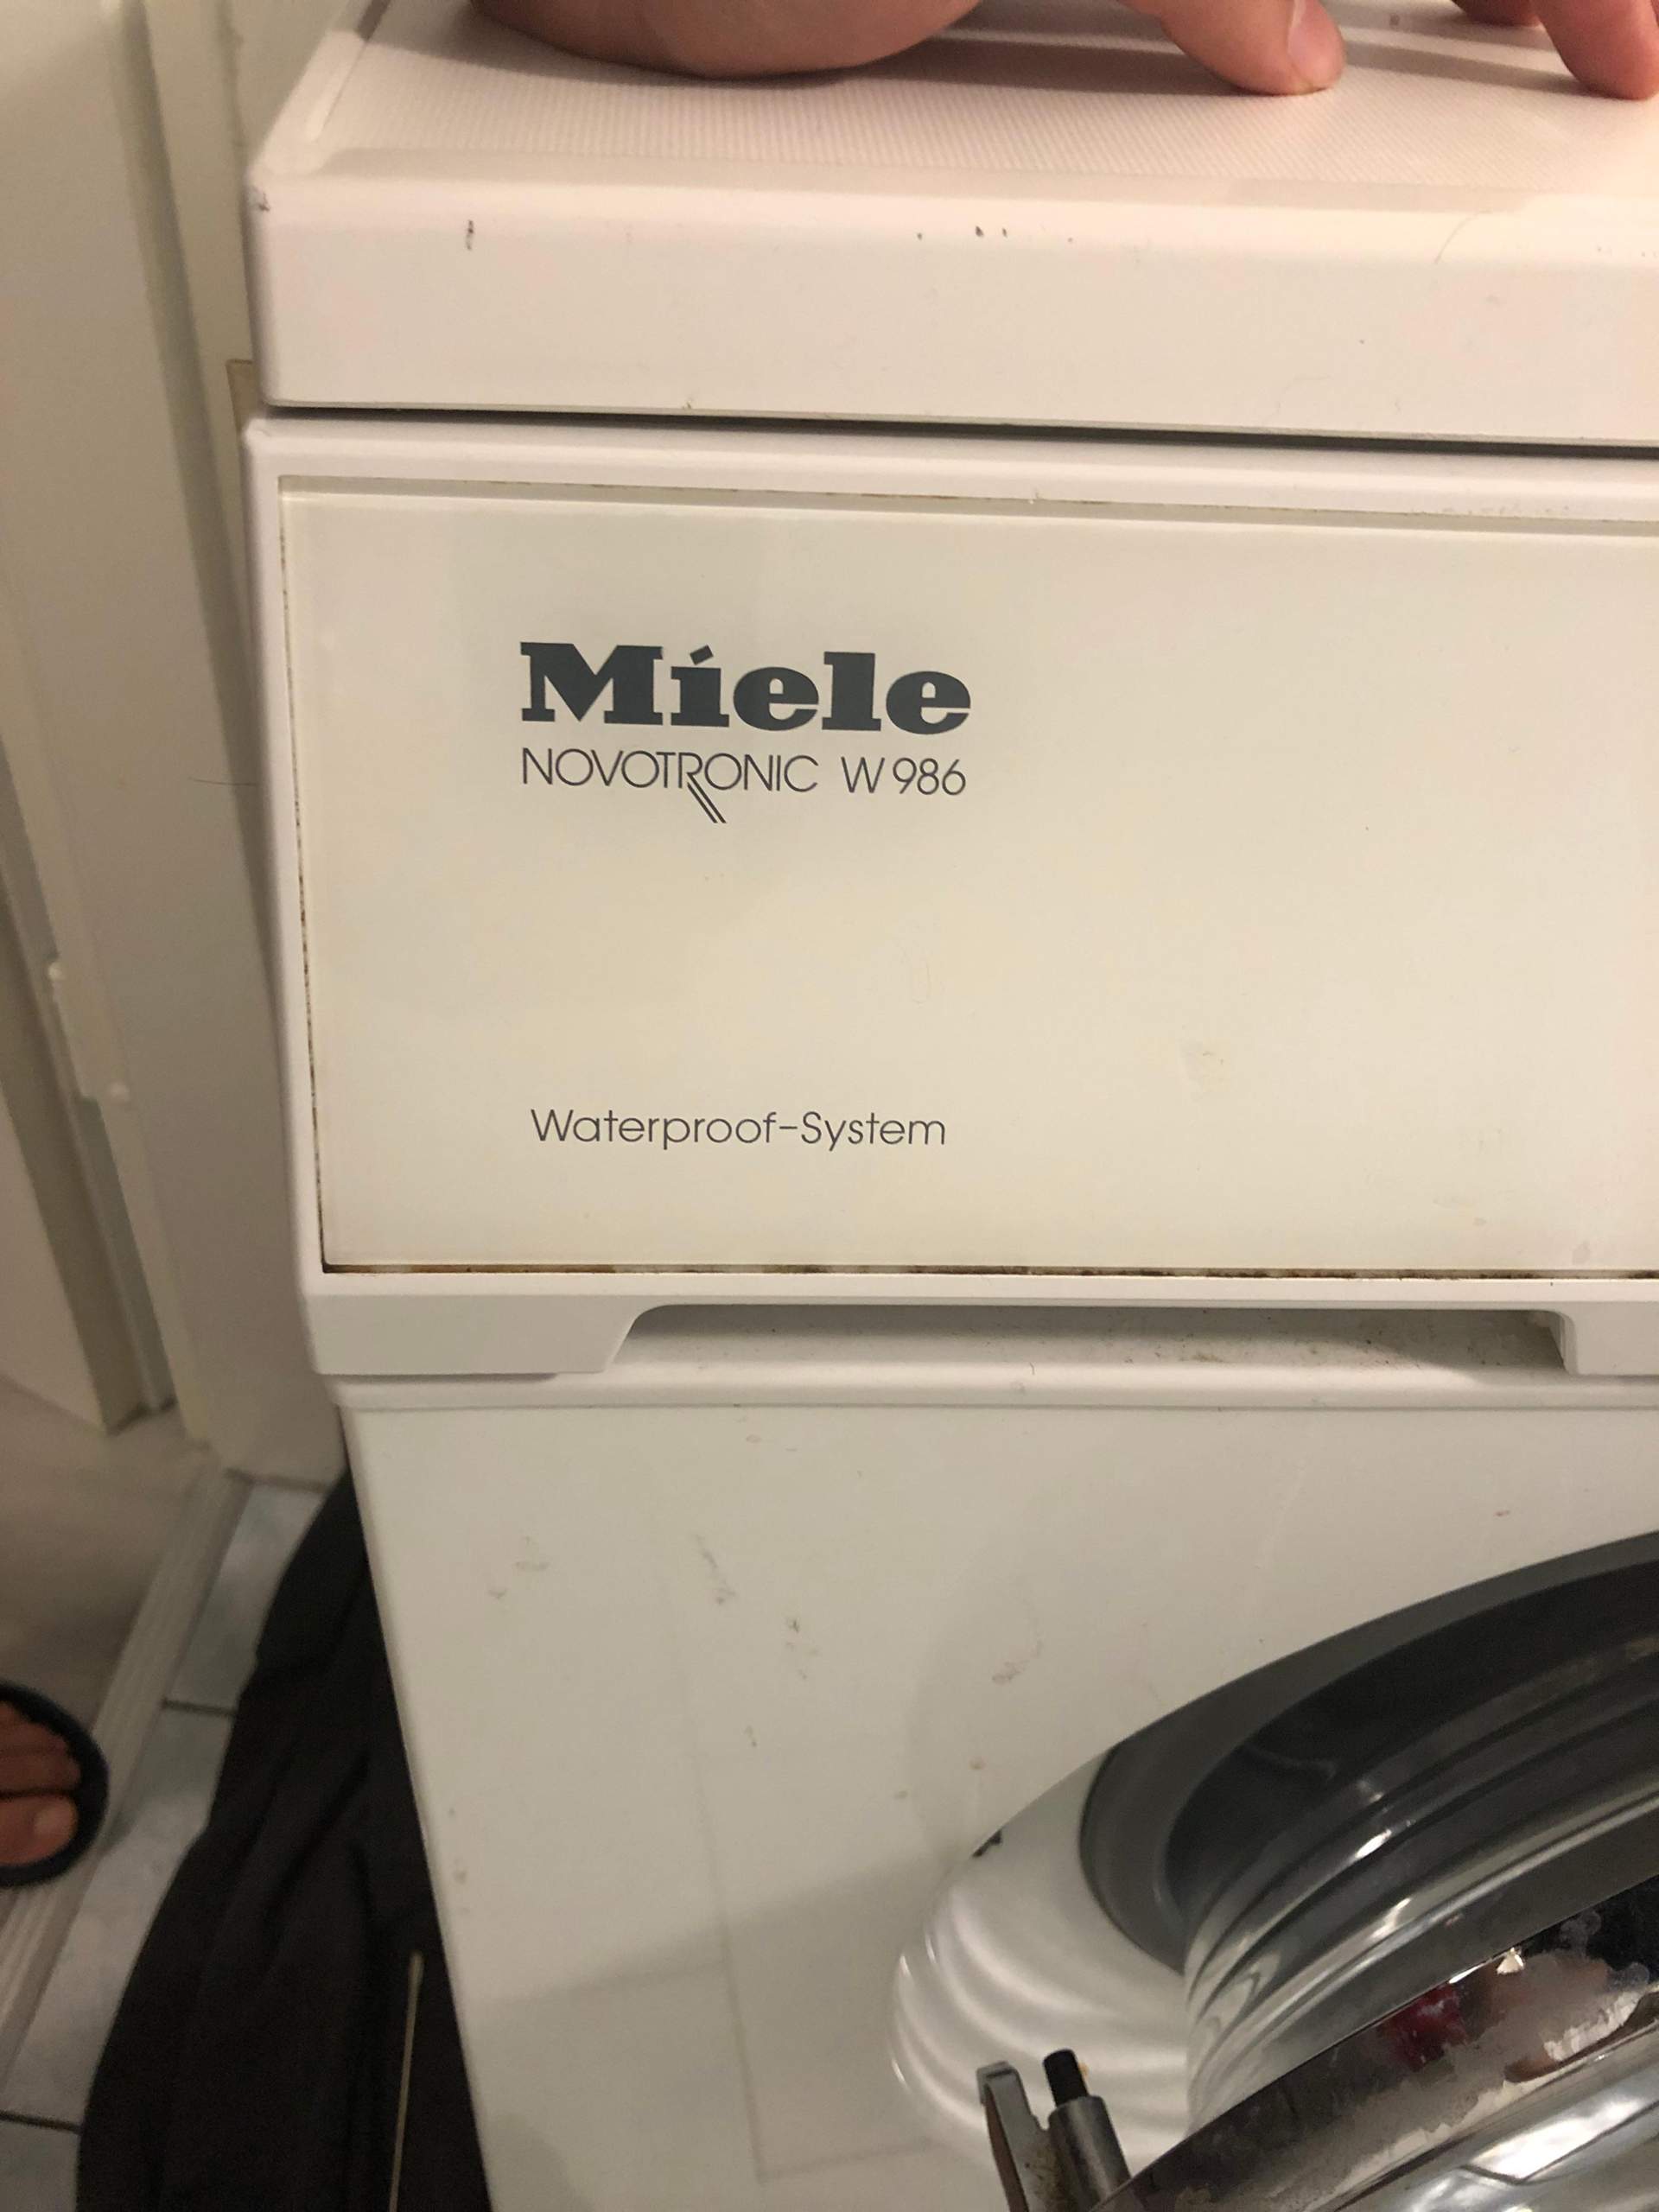 Miele
NOVOTRONIC W 986
Waterproof-System